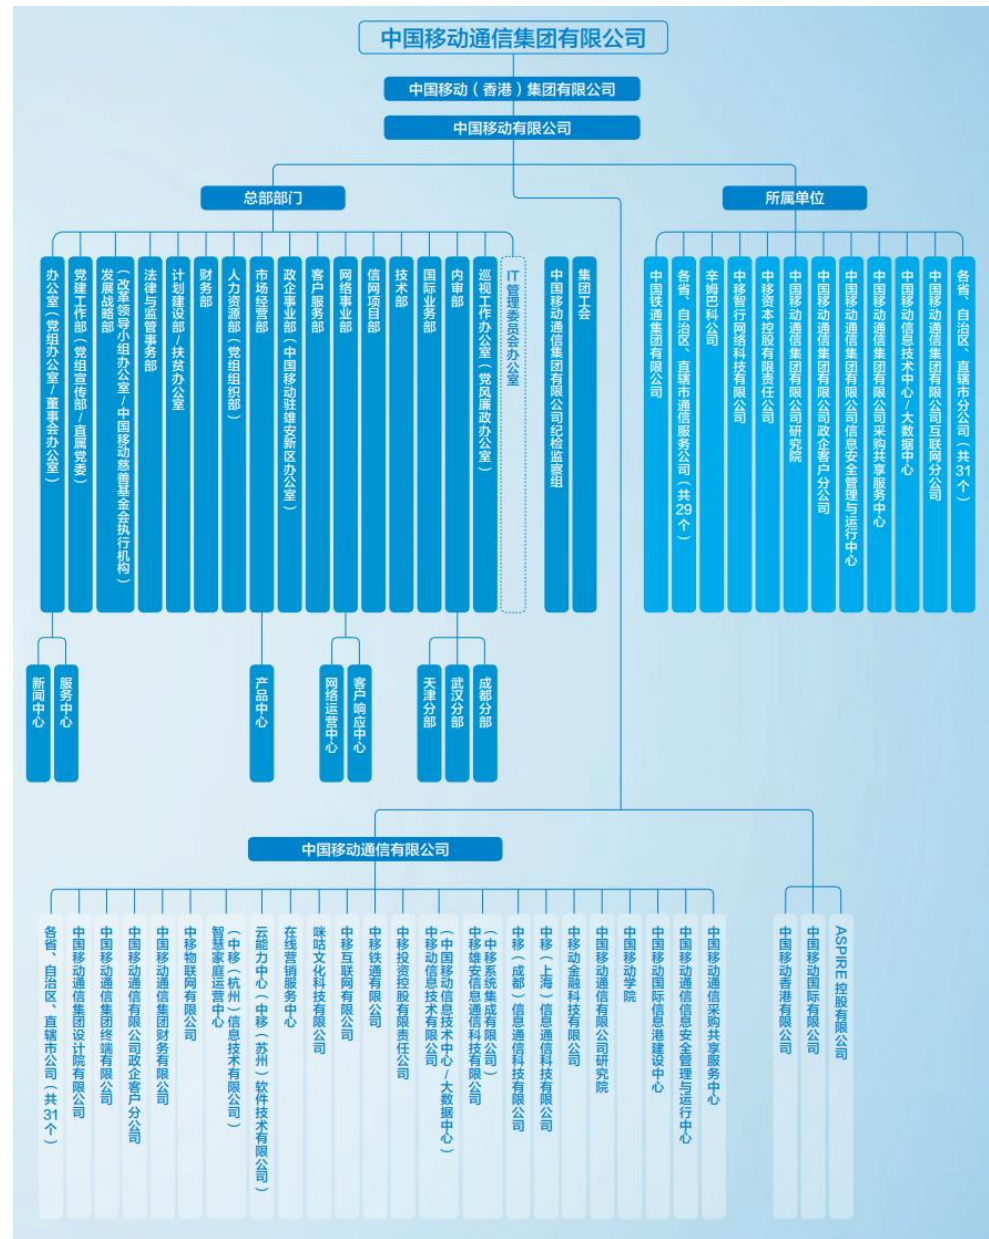 中国移动通信集团有限公司
中国移动（香港）集团有限公司
中国移动有限公司
总部部门
所属单位
办公室（党组办公室/董事会办公室）
党建工作部（党组宣传部/直属党委）
发展战略部
（改革领导小组办公室/中国移动慈善基金会执行机构）
法律与监管事务部
计划建设部/扶贫办公室
财务部
人力资源部（党组组织部）
市场经营部
政企事业部（中国移动驻雄安新区办公室）
客户服务部
网络事业部
信网项目部
技术部
国际业务部
内审部
巡视工作办公室（党风廉政办公室）
IT管理委员会办公室
中国移动通信集团有限公司纪检监察组
集团工会
中国铁通集团有限公司
各省、自治区、直辖市通信服务公司（共29个）
辛姆巴科公司
中移智行网络科技有限公司
中移资本控股有限责任公司
中国移动通信集团有限公司研究院
中国移动通信集团有限公司政企客户分公司
中国移动通信集团有限公司信息安全管理与运行中心
中国移动通信集团有限公司采购共享服务中心
中国移动信息技术中心/大数据中心
中国移动通信集团有限公司互联网分公司
各省、自治区、直辖市分公司（共31个）
新闻中心
服务中心
产品中心
网络运营中心
客户响应中心
天津分部
武汉分部
成都分部
中国移动通信有限公司
各省、自治区、直辖市公司（共31个）
中国移动通信集团设计院有限公司
中国移动通信集团终端有限公司
中国移动通信有限公司政企客户分公司
中国移动通信集团财务有限公司
中移物联网有限公司
智慧家庭运营中心
（中移（杭州）信息技术有限公司）
云能力中心（中移（苏州）软件技术有限公司）
在线营销服务中心
咪咕文化科技有限公司
中移互联网有限公司
中移铁通有限公司
中移投资控股有限责任公司
中移动信息技术有限公司
（中国移动信息技术中心/大数据中心）
中移雄安信息通信科技有限公司
（中移系统集成有限公司）
中移（成都）信息通信科技有限公司
中移（上海）信息通信科技有限公司
中移动金融科技有限公司
中国移动通信有限公司研究院
中国移动学院
中国移动国际信息港建设中心
中国移动通信信息安全管理与运行中心
中国移动通信采购共享服务中心
中国移动香港有限公司
中国移动国际有限公司
ASPIRE 控股有限公司